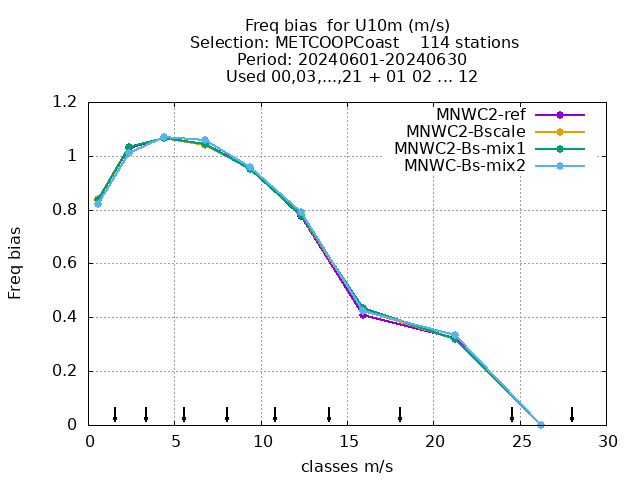 Freq bias  for U10m (m/s)
Selection: METCOOPCoast    114 stations
Period: 20240601-20240630
Used 00,03,...,21 + 01 02 ... 12
MNWC2-ref
MNWC2-Bscale
MNWC2-Bs-mix1
MNWC-Bs-mix2
1.2
1
0.8
0.6
0.4
0.2
0
Freq bias
0 5 10 15 20 25 30
classes m/s